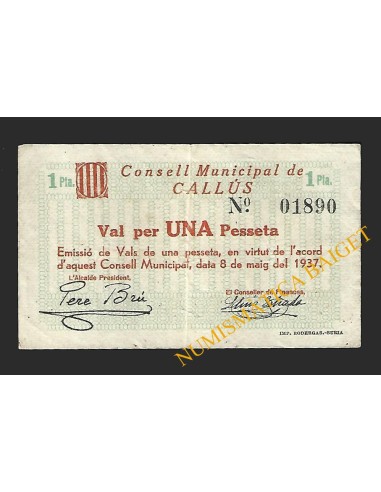 1 Pta.
Consell Municipal de
1 Pta.
CALLÚS
Nº 01890
Val per UNA Pesseta
Emissió de Vals de una pesseta, en virtut de l'acord
d'aquest Consell Municipal, data 8 de maig del 1937.
L'Alcalde President,
El Conseller de Finances,
Pere Brú
NUMISMATICA BAIGET
IMP. BODERGAS.-SURIA